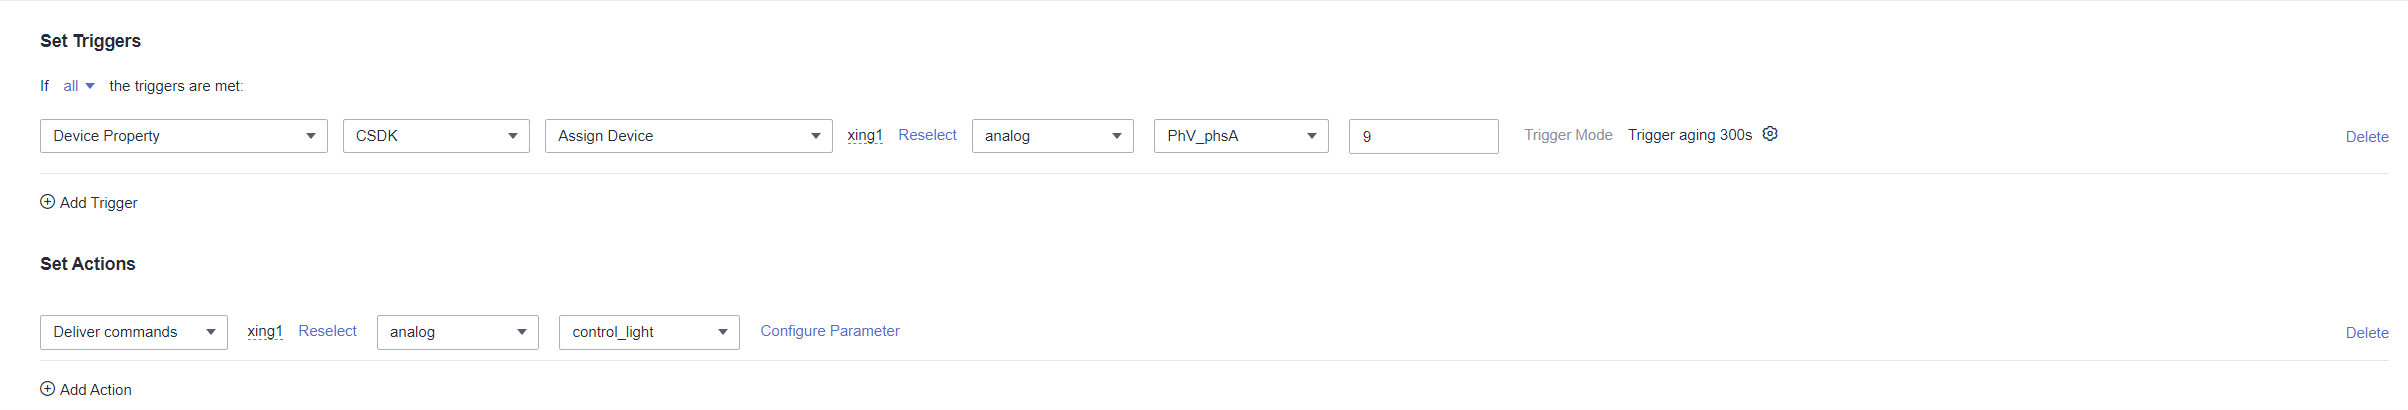 Set Triggers
If all the triggers are met:
Device Property CSDK Assign Device xing1 Reselect analog PhV_phsA 9 Trigger Mode Trigger aging 300s Delete
Add Trigger
Set Actions
Deliver commands xing1 Reselect analog control_light Configure Parameter Delete
Add Action